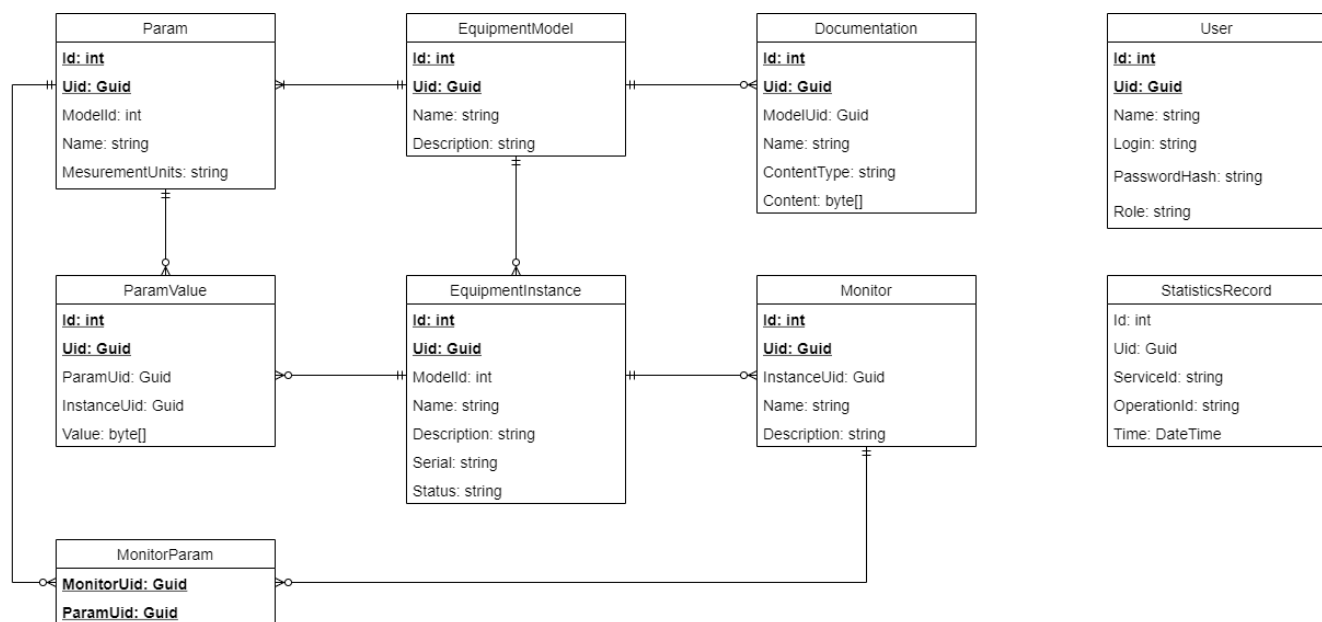 Param
Id: int
Uid: Guid
ModelId: int
Name: string
MesurementUnits: string
EquipmentModel
Id: int
Uid: Guid
Name: string
Description: string
Documentation
Id: int
Uid: Guid
ModelUid: Guid
Name: string
ContentType: string
Content: byte[]
User
Id: int
Uid: Guid
Name: string
Login: string
PasswordHash: string
Role: string
ParamValue
Id: int
Uid: Guid
ParamUid: Guid
InstanceUid: Guid
Value: byte[]
EquipmentInstance
Id: int
Uid: Guid
ModelId: int
Name: string
Description: string
Serial: string
Status: string
Monitor
Id: int
Uid: Guid
InstanceUid: Guid
Name: string
Description: string
StatisticsRecord
Id: int
Uid: Guid
ServiceId: string
OperationId: string
Time: DateTime
MonitorParam
MonitorUid: Guid
ParamUid: Guid